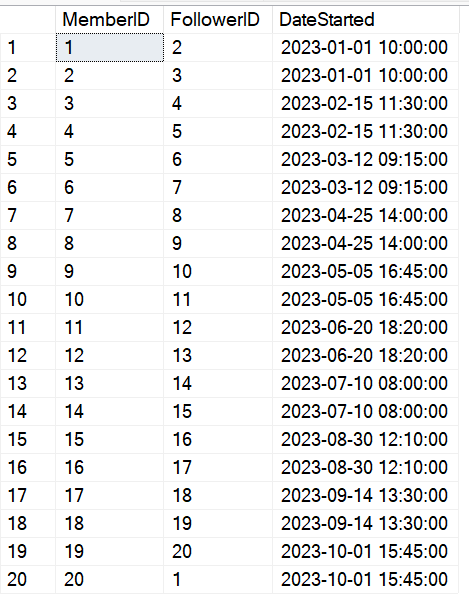 MemberID FollowerID DateStarted
1 1 2 2023-01-01 10:00:00
2 2 3 2023-01-01 10:00:00
3 3 4 2023-02-15 11:30:00
4 4 5 2023-02-15 11:30:00
5 5 6 2023-03-12 09:15:00
6 6 7 2023-03-12 09:15:00
7 7 8 2023-04-25 14:00:00
8 8 9 2023-04-25 14:00:00
9 9 10 2023-05-05 16:45:00
10 10 11 2023-05-05 16:45:00
11 11 12 2023-06-20 18:20:00
12 12 13 2023-06-20 18:20:00
13 13 14 2023-07-10 08:00:00
14 14 15 2023-07-10 08:00:00
15 15 16 2023-08-30 12:10:00
16 16 17 2023-08-30 12:10:00
17 17 18 2023-09-14 13:30:00
18 18 19 2023-09-14 13:30:00
19 19 20 2023-10-01 15:45:00
20 20 1 2023-10-01 15:45:00